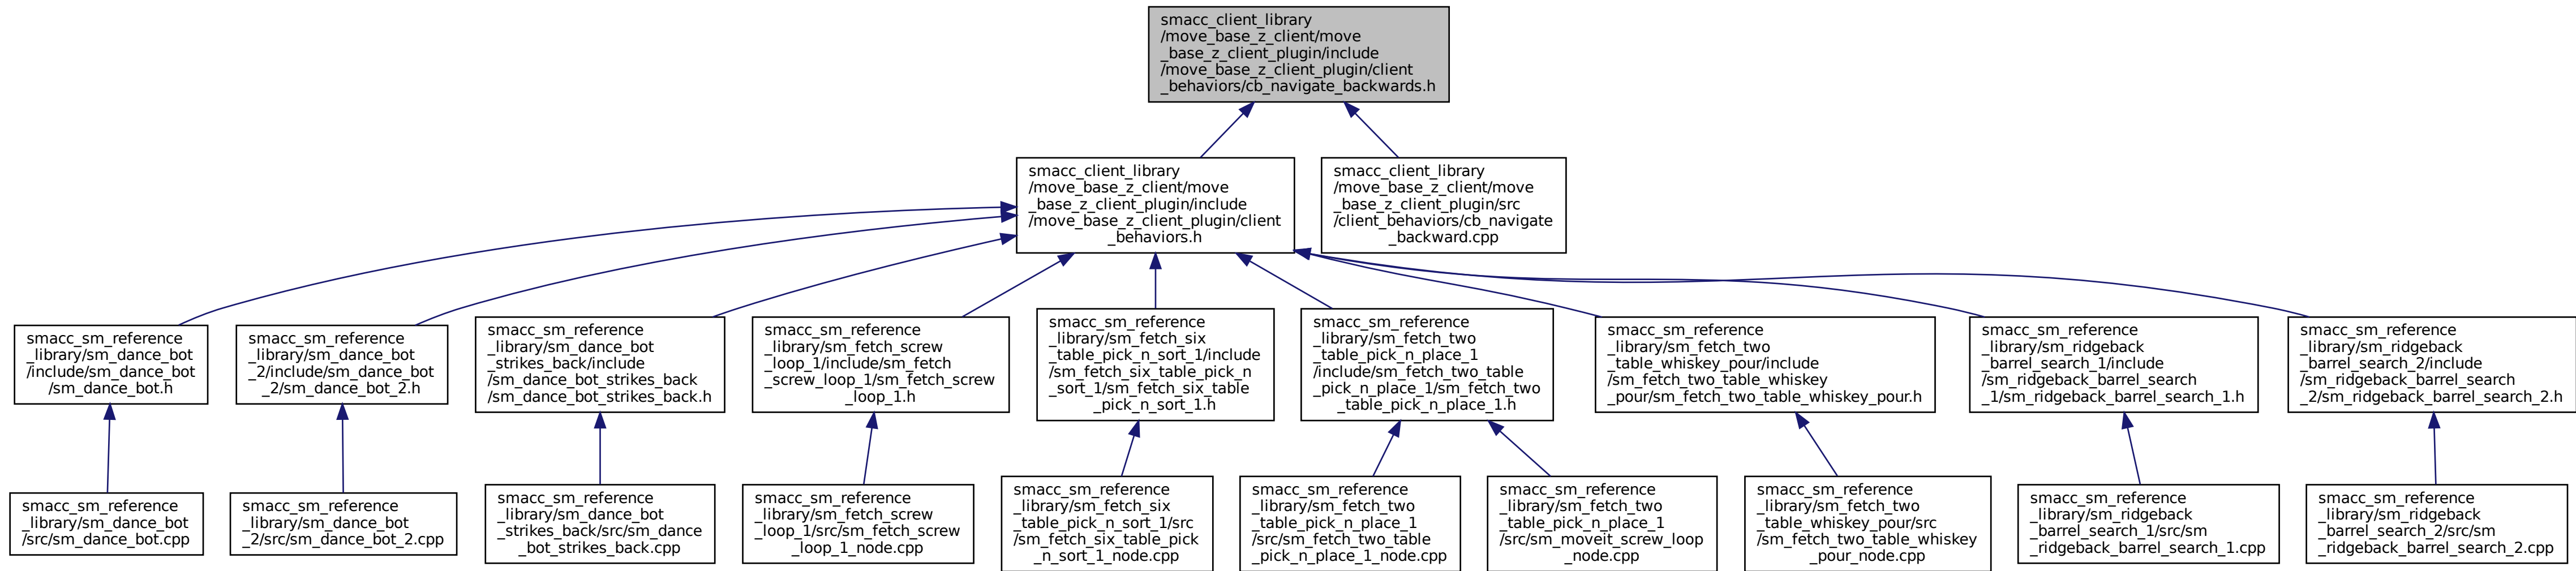 smacc_client_library
/move_base_z_client/move
_base_z_client_plugin/include
/move_base_z_client_plugin/client
_behaviors/cb_navigate_backwards.h
smacc_client_library
/move_base_z_client/move
_base_z_client_plugin/include
/move_base_z_client_plugin/client
_behaviors.h
smacc_client_library
/move_base_z_client/move
_base_z_client_plugin/src
/client_behaviors/cb_navigate
_backward.cpp
smacc_sm_reference
_library/sm_dance_bot
/include/sm_dance_bot
/sm_dance_bot.h
smacc_sm_reference
_library/sm_dance_bot
_2/include/sm_dance_bot
_2/sm_dance_bot_2.h
smacc_sm_reference
_library/sm_dance_bot
_strikes_back/include
/sm_dance_bot_strikes_back
/sm_dance_bot_strikes_back.h
smacc_sm_reference
_library/sm_fetch_screw
_loop_1/include/sm_fetch
_screw_loop_1/sm_fetch_screw
_loop_1.h
smacc_sm_reference
_library/sm_fetch_six
_table_pick_n_sort_1/include
/sm_fetch_six_table_pick_n
_sort_1/sm_fetch_six_table
_pick_n_sort_1.h
smacc_sm_reference
_library/sm_fetch_two
_table_pick_n_place_1
/include/sm_fetch_two_table
_pick_n_place_1/sm_fetch_two
_table_pick_n_place_1.h
smacc_sm_reference
_library/sm_fetch_two
_table_whiskey_pour/include
/sm_fetch_two_table_whiskey
_pour/sm_fetch_two_table_whiskey_pour.h
smacc_sm_reference
_library/sm_ridgeback
_barrel_search_1/include
/sm_ridgeback_barrel_search
_1/sm_ridgeback_barrel_search_1.h
smacc_sm_reference
_library/sm_ridgeback
_barrel_search_2/include
/sm_ridgeback_barrel_search
_2/sm_ridgeback_barrel_search_2.h
smacc_sm_reference
_library/sm_dance_bot
/src/sm_dance_bot.cpp
smacc_sm_reference
_library/sm_dance_bot
_2/src/sm_dance_bot_2.cpp
smacc_sm_reference
_library/sm_dance_bot
_strikes_back/src/sm_dance
_bot_strikes_back.cpp
smacc_sm_reference
_library/sm_fetch_screw
_loop_1/src/sm_fetch_screw
_loop_1_node.cpp
smacc_sm_reference
_library/sm_fetch_six
_table_pick_n_sort_1/src
/sm_fetch_six_table_pick
_n_sort_1_node.cpp
smacc_sm_reference
_library/sm_fetch_two
_table_pick_n_place_1
/src/sm_fetch_two_table
_pick_n_place_1_node.cpp
smacc_sm_reference
_library/sm_fetch_two
_table_pick_n_place_1
/src/sm_moveit_screw_loop
_node.cpp
smacc_sm_reference
_library/sm_fetch_two
_table_whiskey_pour/src
/sm_fetch_two_table_whiskey
_pour_node.cpp
smacc_sm_reference
_library/sm_ridgeback
_barrel_search_1/src/sm
_ridgeback_barrel_search_1.cpp
smacc_sm_reference
_library/sm_ridgeback
_barrel_search_2/src/sm
_ridgeback_barrel_search_2.cpp